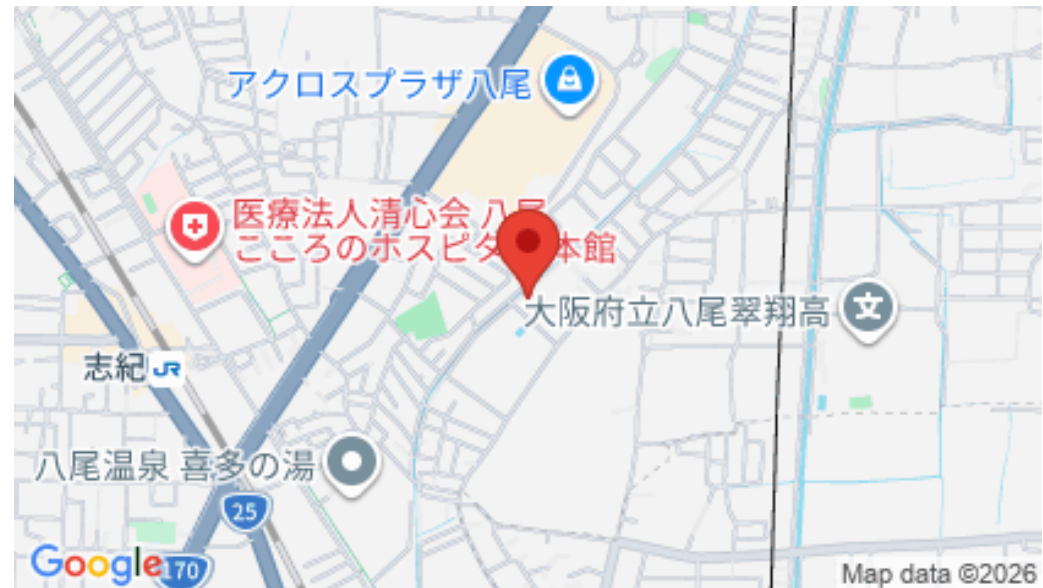 アクロスプラザ八尾
医療法人清心会 八尾
こころのホスピタ 本館
大阪府立八尾翠翔高
志紀 JR
八尾温泉 喜多の湯
25
Google
170
Map data ©2026